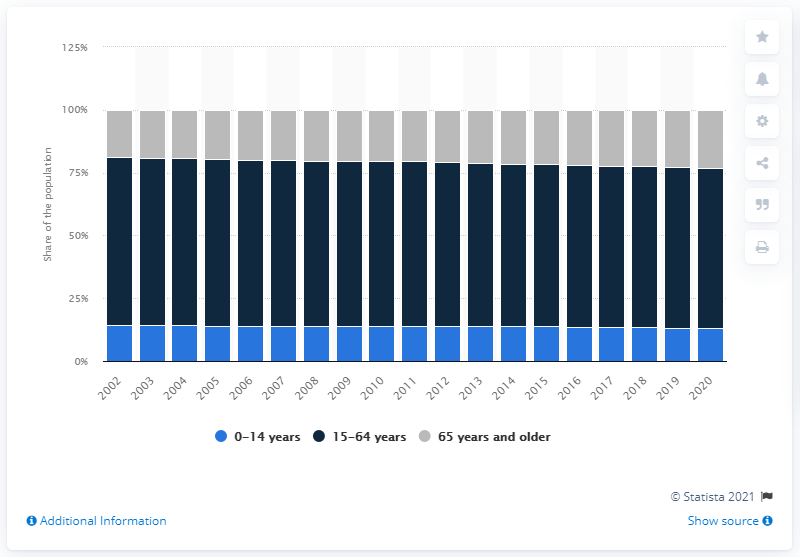 125%
100%
75%
50%
25%
0%
Share of the population
2002 2003 2004 2005 2006 2007 2008 2009 2010 2011 2012 2013 2014 2015 2016 2017 2018 2019 2020
0-14 years 15-64 years 65 years and older
© Statista 2021
Additional Information Show source